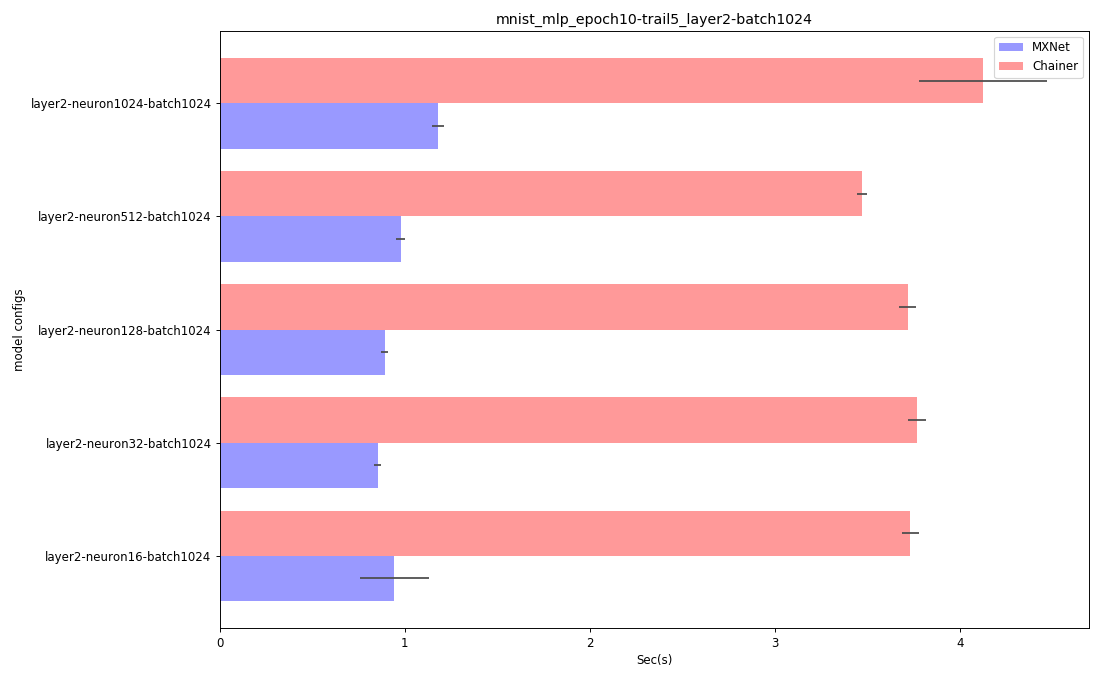 mnist_mlp_epoch10-trail5_layer2-batch1024
MXNet
Chainer
layer2-neuron1024-batch1024
layer2-neuron512-batch1024
layer2-neuron128-batch1024
layer2-neuron32-batch1024
layer2-neuron16-batch1024
model configs
0 1 2 3 4
Sec(s)